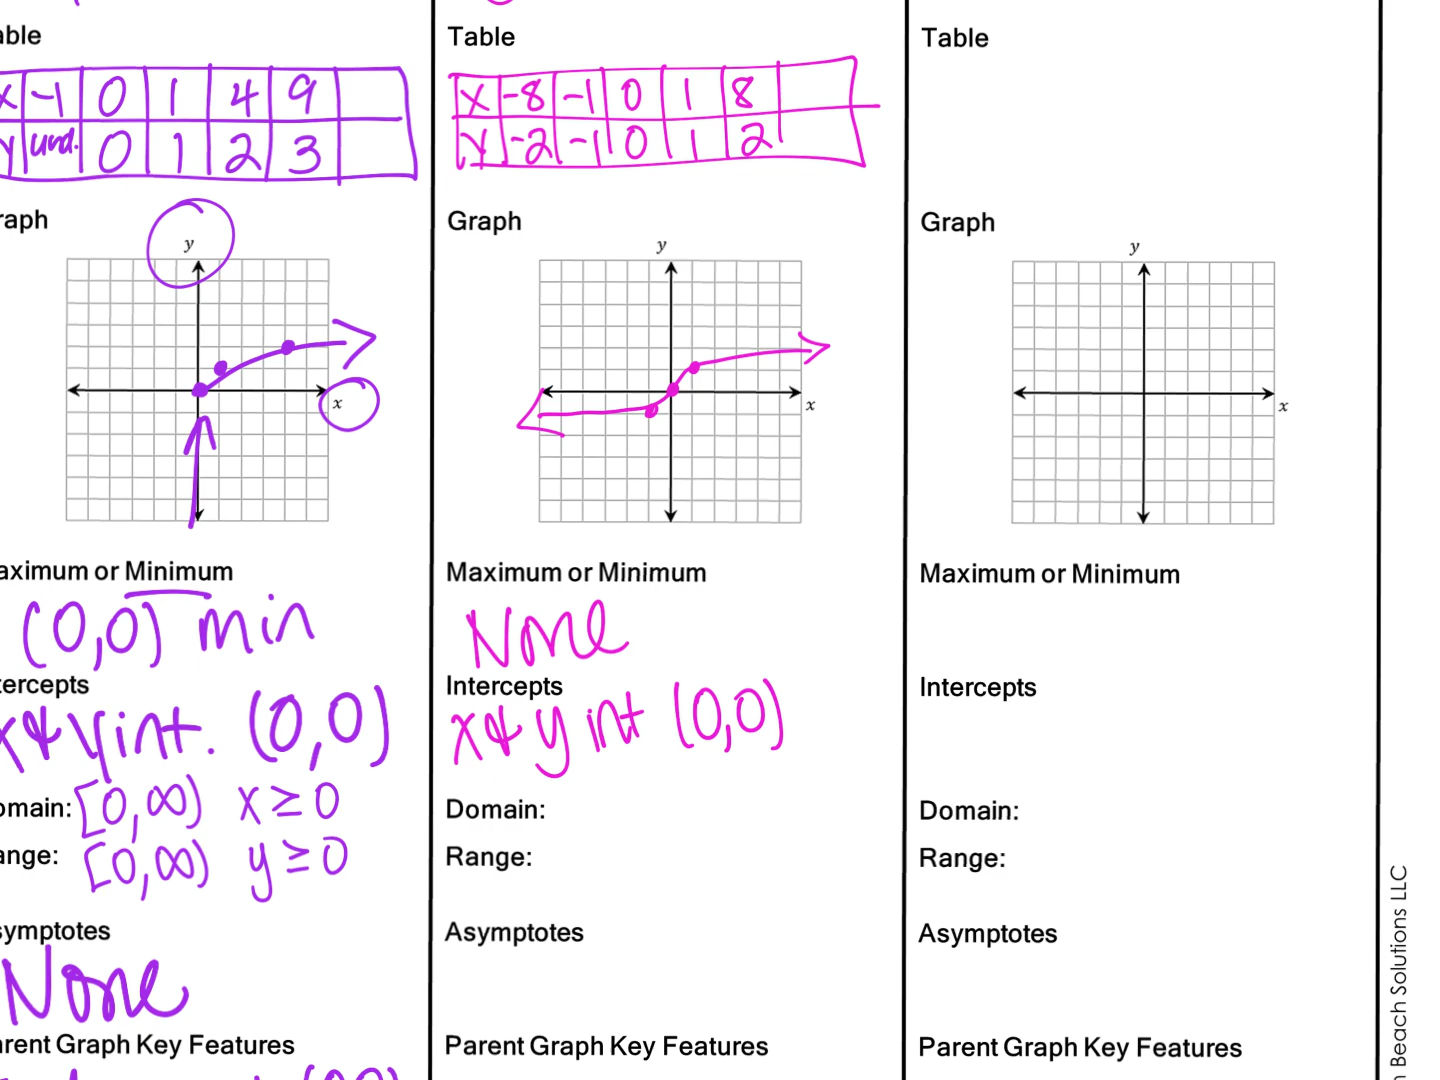 able
x -1 0 1 4 9
y und. 0 1 2 3
raph
y
x
aximum or Minimum
(0,0) min
tercepts
x & y int. (0,0)
omain: [0,∞) x ≥ 0
ange: [0,∞) y ≥ 0
symptotes
None
arent Graph Key Features
Table
x -8 -1 0 1 8
y -2 -1 0 1 2
Graph
y
x
Maximum or Minimum
None
Intercepts
x & y int (0,0)
Domain:
Range:
Asymptotes
Parent Graph Key Features
Table
Graph
y
x
Maximum or Minimum
Intercepts
Domain:
Range:
Asymptotes
Parent Graph Key Features
Beach Solutions LLC